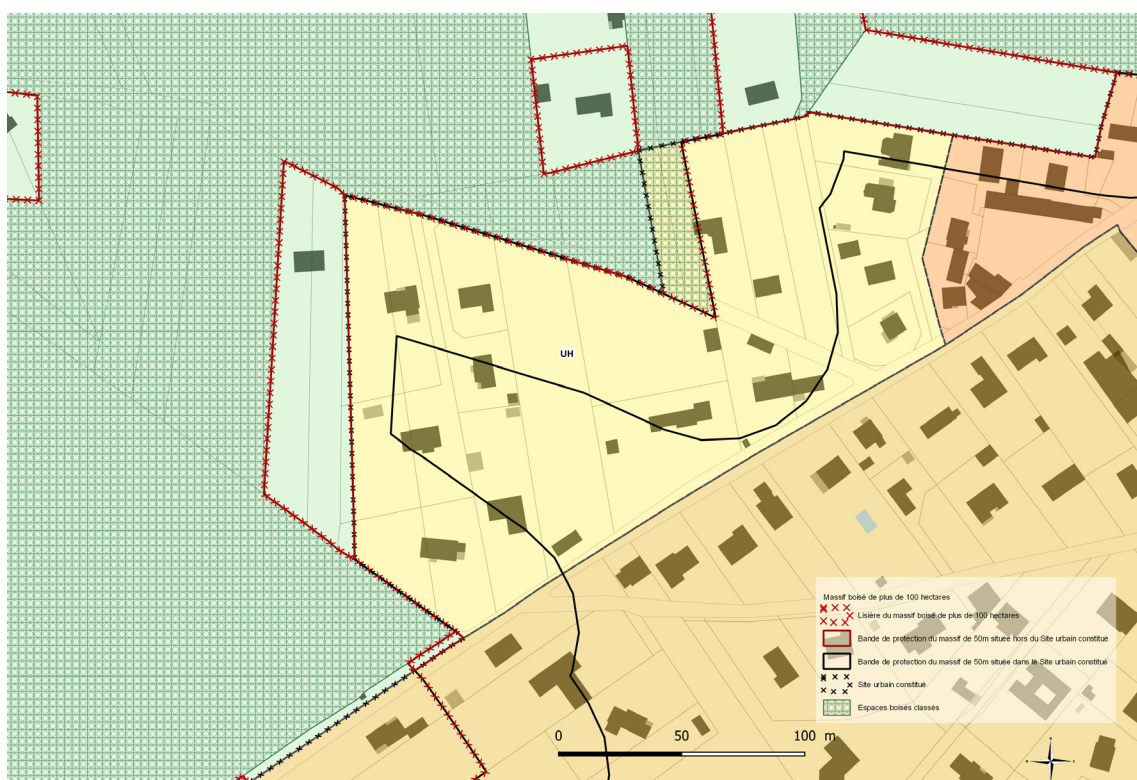 UH
Massif boisé de plus de 100 hectares
Lisière du massif boisé de plus de 100 hectares
Bande de protection du massif de 50m située hors du Site urbain constitué
Bande de protection du massif de 50m située dans le Site urbain constitué
Site urbain constitué
Espaces boisés classés
0 50 100 m